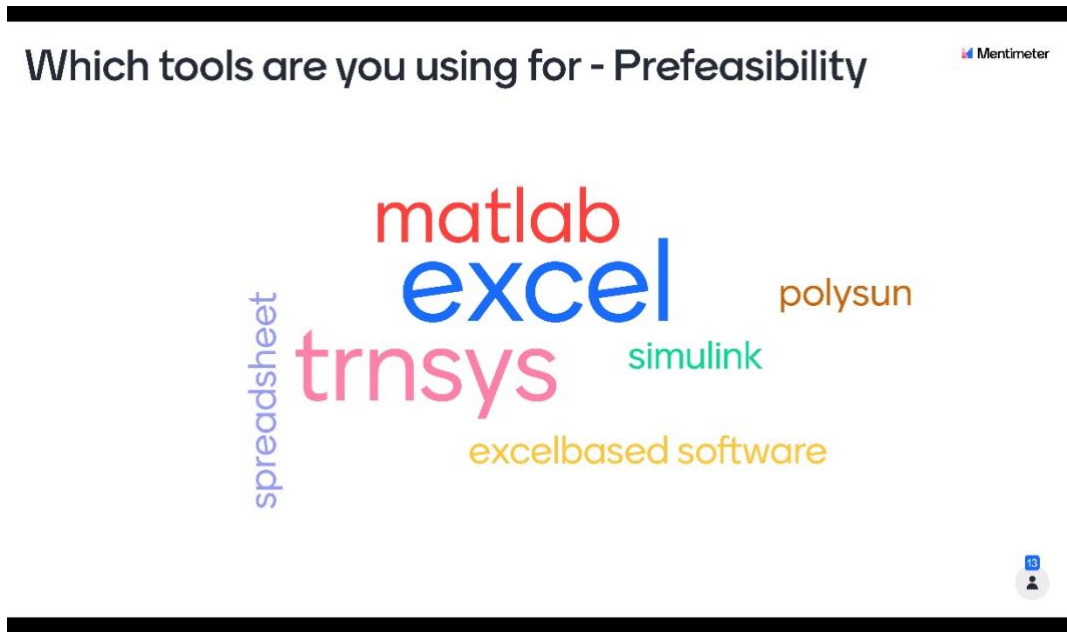 Which tools are you using for - Prefeasibility
Mentimeter
matlab
excel
polysun
trnsys
simulink
spreadsheet
excelbased software
13